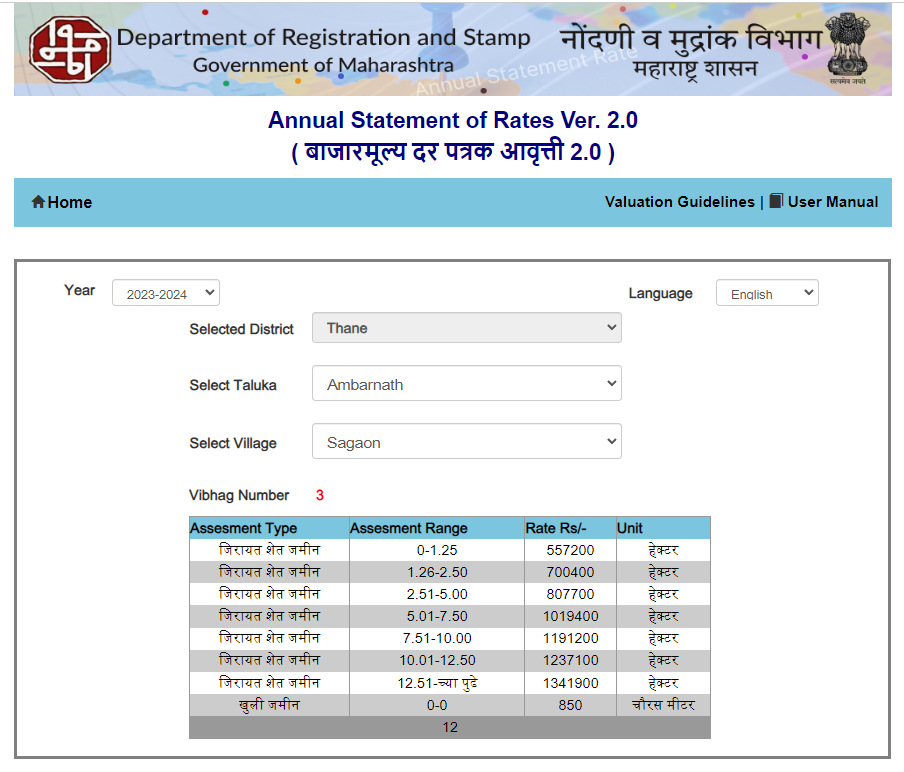 Department of Registration and Stamp
Government of Maharashtra
नोंदणी व मुद्रांक विभाग
महाराष्ट्र शासन
सत्यमेव जयते
Annual Statement Rate
Annual Statement of Rates Ver. 2.0
( बाजारमूल्य दर पत्रक आवृत्ती 2.0 )
Home Valuation Guidelines | User Manual
Year 2023-2024 Language English
Selected District Thane
Select Taluka Ambarnath
Select Village Sagaon
Vibhag Number 3
Assesment Type Assesment Range Rate Rs/- Unit
जिरायत शेत जमीन 0-1.25 557200 हेक्टर
जिरायत शेत जमीन 1.26-2.50 700400 हेक्टर
जिरायत शेत जमीन 2.51-5.00 807700 हेक्टर
जिरायत शेत जमीन 5.01-7.50 1019400 हेक्टर
जिरायत शेत जमीन 7.51-10.00 1191200 हेक्टर
जिरायत शेत जमीन 10.01-12.50 1237100 हेक्टर
जिरायत शेत जमीन 12.51-च्या पुढे 1341900 हेक्टर
खुली जमीन 0-0 850 चौरस मीटर
12